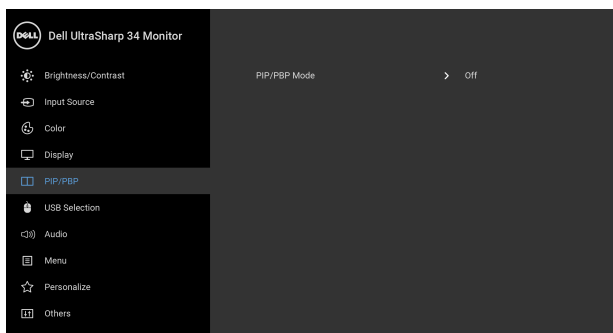 DELL Dell UltraSharp 34 Monitor
Brightness/Contrast
PIP/PBP Mode Off
Input Source
Color
Display
PIP/PBP
USB Selection
Audio
Menu
Personalize
Others